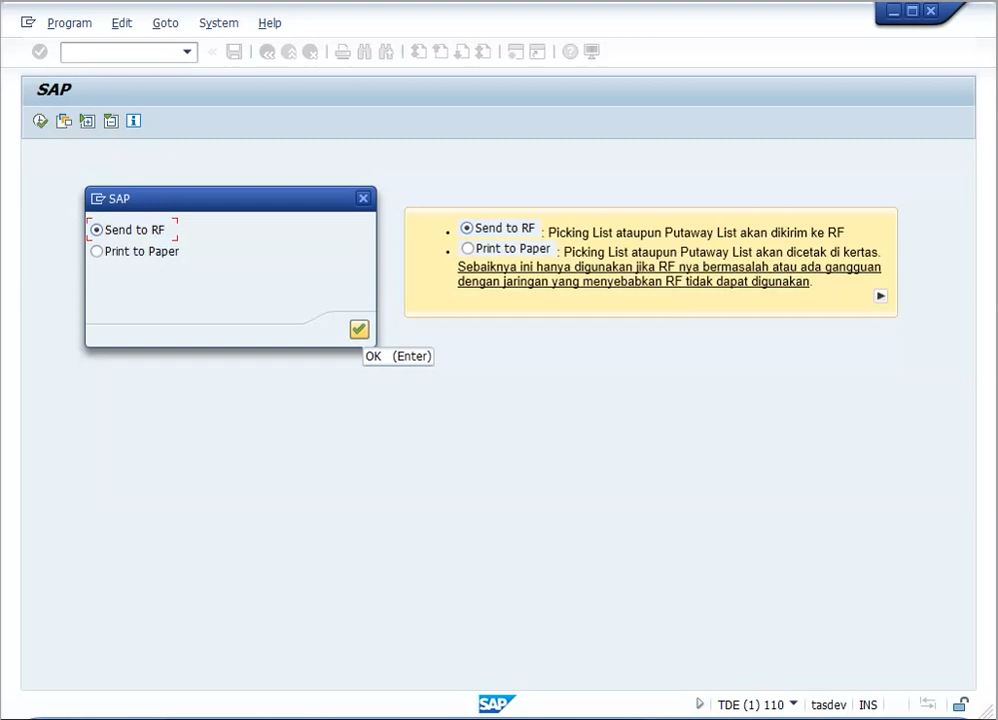 Program Edit Goto System Help
SAP
SAP
Send to RF
Print to Paper
OK (Enter)
• Send to RF : Picking List ataupun Putaway List akan dikirim ke RF
• Print to Paper : Picking List ataupun Putaway List akan dicetak di kertas.
Sebaiknya ini hanya digunakan jika RF nya bermasalah atau ada gangguan
dengan jaringan yang menyebabkan RF tidak dapat digunakan.
SAP
TDE (1) 110 tasdev INS